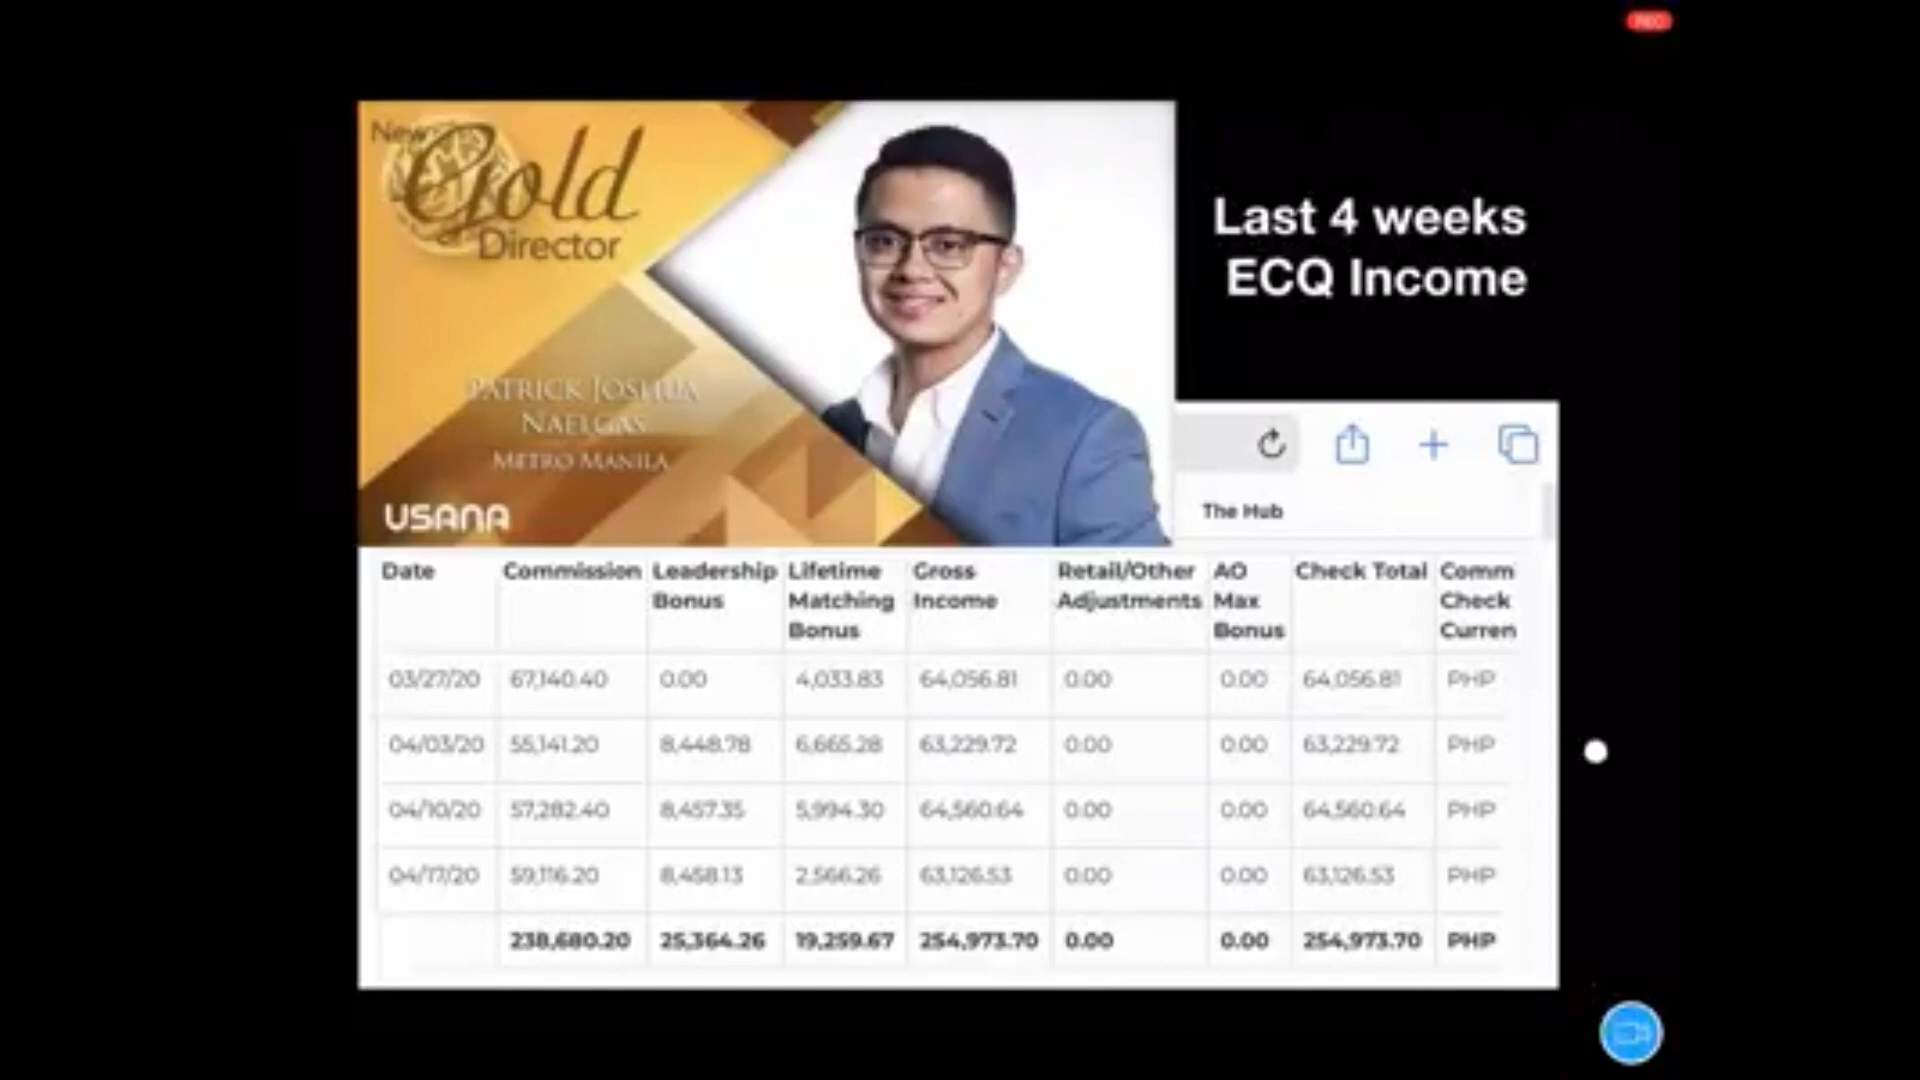 REC
New
Gold
Director
PATRICK JOSHUA
NAELGAS
METRO MANILA
USANA
Last 4 weeks
ECQ Income
The Hub
Date Commission Leadership Bonus Lifetime Matching Bonus Gross Income Retail/Other Adjustments AO Max Bonus Check Total Comm Check Curren
03/27/20 67,140.40 0.00 4,033.83 64,056.81 0.00 0.00 64,056.81 PHP
04/03/20 55,141.20 8,448.78 6,665.28 63,229.72 0.00 0.00 63,229.72 PHP
04/10/20 57,282.40 8,457.35 5,994.30 64,560.64 0.00 0.00 64,560.64 PHP
04/17/20 59,116.20 8,458.13 2,566.26 63,126.53 0.00 0.00 63,126.53 PHP
238,680.20 25,364.26 19,259.67 254,973.70 0.00 0.00 254,973.70 PHP